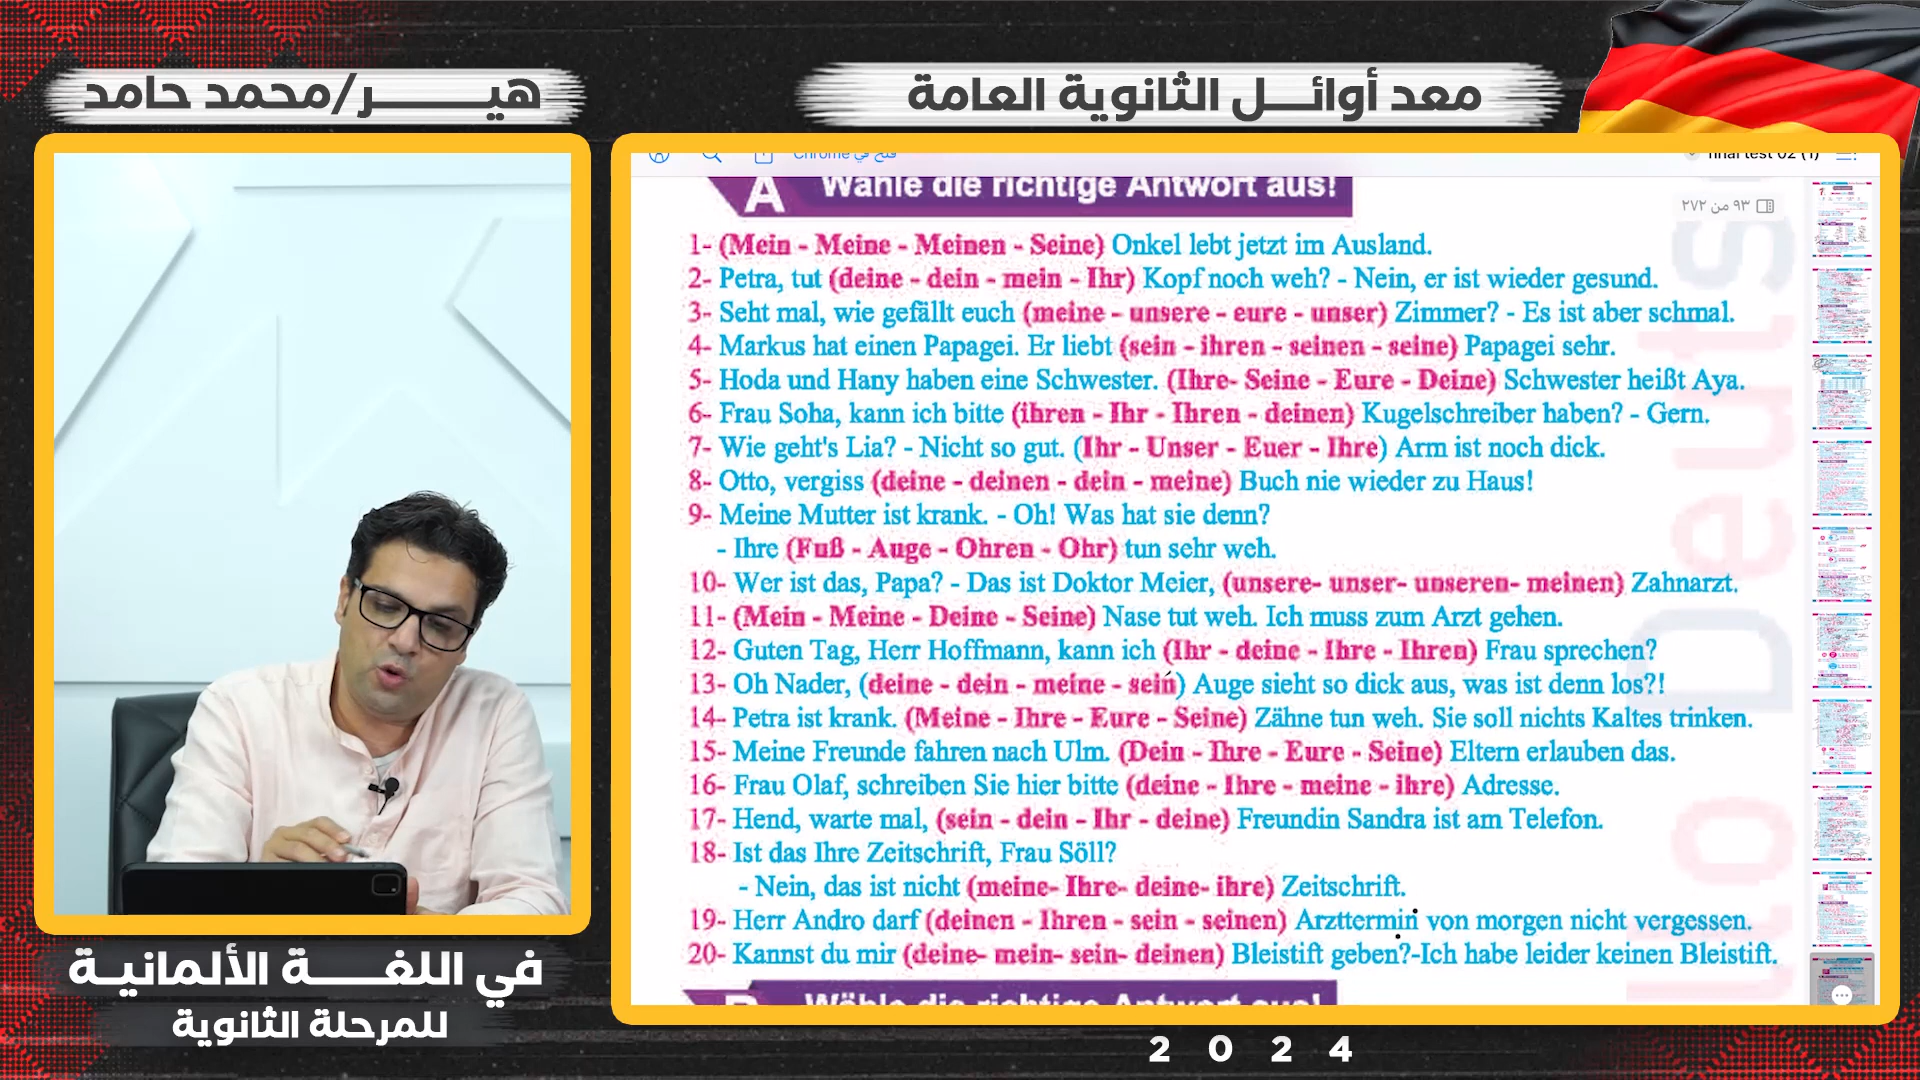 هيــــر/محمد حامد
معد أوائـل الثانوية العامة
فتح في Chrome
final test 02 (1)
A Wähle die richtige Antwort aus!
٩٣ من ٢٧٢
1- (Mein - Meine - Meinen - Seine) Onkel lebt jetzt im Ausland.
2- Petra, tut (deine - dein - mein - Ihr) Kopf noch weh? - Nein, er ist wieder gesund.
3- Seht mal, wie gefällt euch (meine - unsere - eure - unser) Zimmer? - Es ist aber schmal.
4- Markus hat einen Papagei. Er liebt (sein - ihren - seinen - seine) Papagei sehr.
5- Hoda und Hany haben eine Schwester. (Ihre- Seine - Eure - Deine) Schwester heißt Aya.
6- Frau Soha, kann ich bitte (ihren - Ihr - Ihren - deinen) Kugelschreiber haben? - Gern.
7- Wie geht's Lia? - Nicht so gut. (Ihr - Unser - Euer - Ihre) Arm ist noch dick.
8- Otto, vergiss (deine - deinen - dein - meine) Buch nie wieder zu Haus!
9- Meine Mutter ist krank. - Oh! Was hat sie denn?
- Ihre (Fuß - Auge - Ohren - Ohr) tun sehr weh.
10- Wer ist das, Papa? - Das ist Doktor Meier, (unsere- unser- unseren- meinen) Zahnarzt.
11- (Mein - Meine - Deine - Seine) Nase tut weh. Ich muss zum Arzt gehen.
12- Guten Tag, Herr Hoffmann, kann ich (Ihr - deine - Ihre - Ihren) Frau sprechen?
13- Oh Nader, (deine - dein - meine - sein) Auge sieht so dick aus, was ist denn los?!
14- Petra ist krank. (Meine - Ihre - Eure - Seine) Zähne tun weh. Sie soll nichts Kaltes trinken.
15- Meine Freunde fahren nach Ulm. (Dein - Ihre - Eure - Seine) Eltern erlauben das.
16- Frau Olaf, schreiben Sie hier bitte (deine - Ihre - meine - ihre) Adresse.
17- Hend, warte mal, (sein - dein - Ihr - deine) Freundin Sandra ist am Telefon.
18- Ist das Ihre Zeitschrift, Frau Söll?
- Nein, das ist nicht (meine- Ihre- deine- ihre) Zeitschrift.
19- Herr Andro darf (deinen - Ihren - sein - seinen) Arzttermin von morgen nicht vergessen.
20- Kannst du mir (deine- mein- sein- deinen) Bleistift geben?-Ich habe leider keinen Bleistift.
B Wähle die richtige Antwort aus!
في اللغـــة الألمانيـة
للمرحلة الثانوية
2 0 2 4